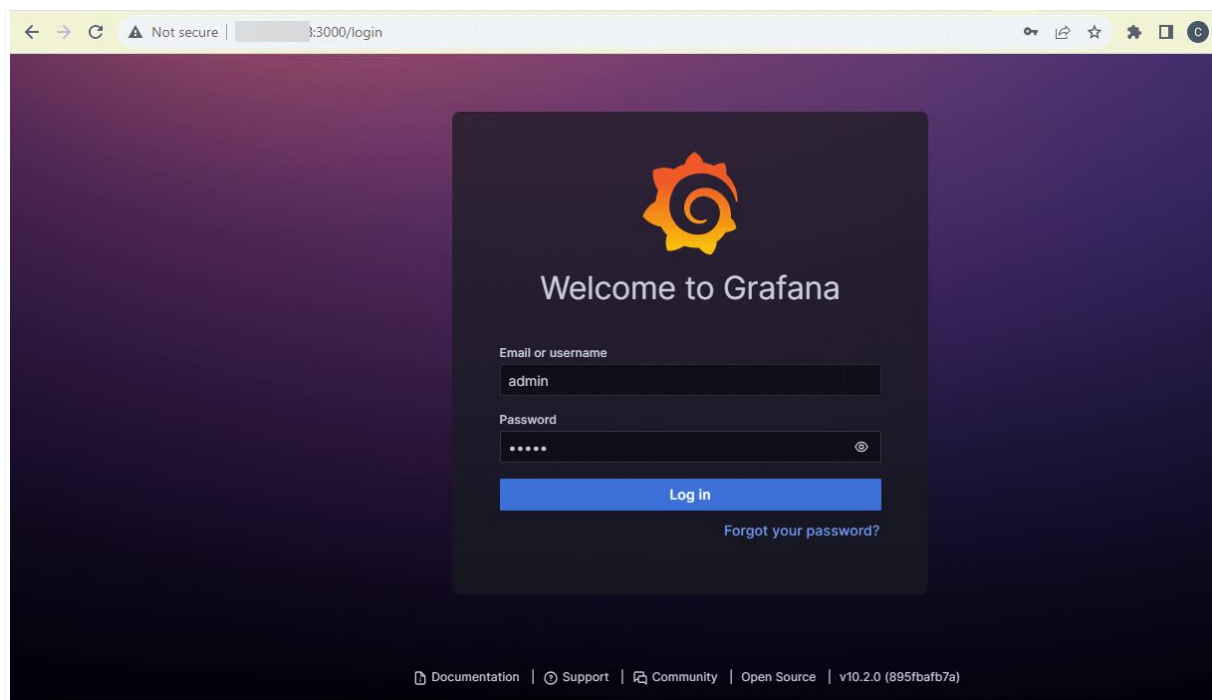 Not secure :3000/login
C
Welcome to Grafana
Email or username
admin
Password
•••••
Log in
Forgot your password?
Documentation | Support | Community | Open Source | v10.2.0 (895fbafb7a)